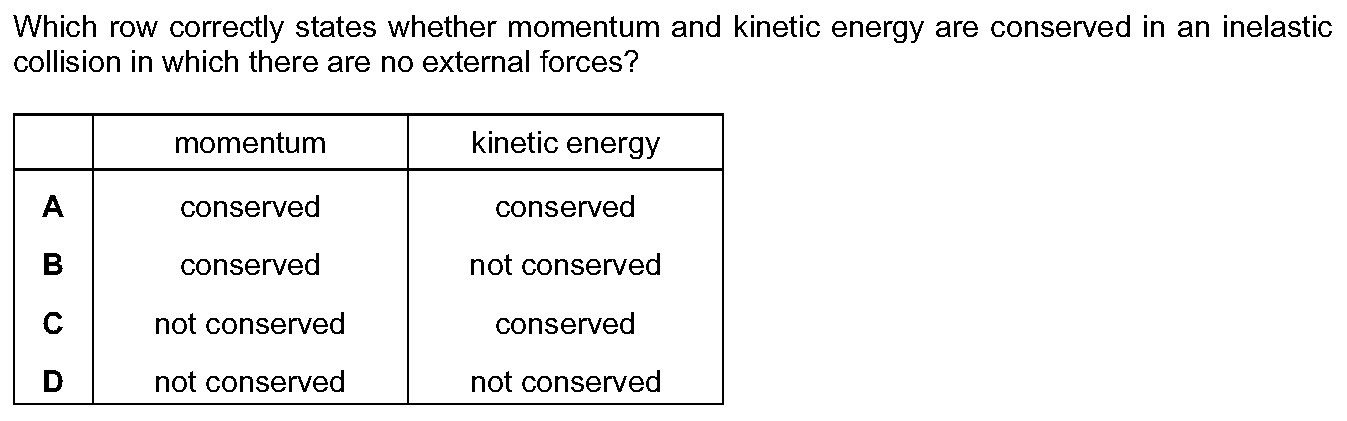 Which row correctly states whether momentum and kinetic energy are conserved in an inelastic
collision in which there are no external forces?
momentum kinetic energy
A conserved conserved
B conserved not conserved
C not conserved conserved
D not conserved not conserved